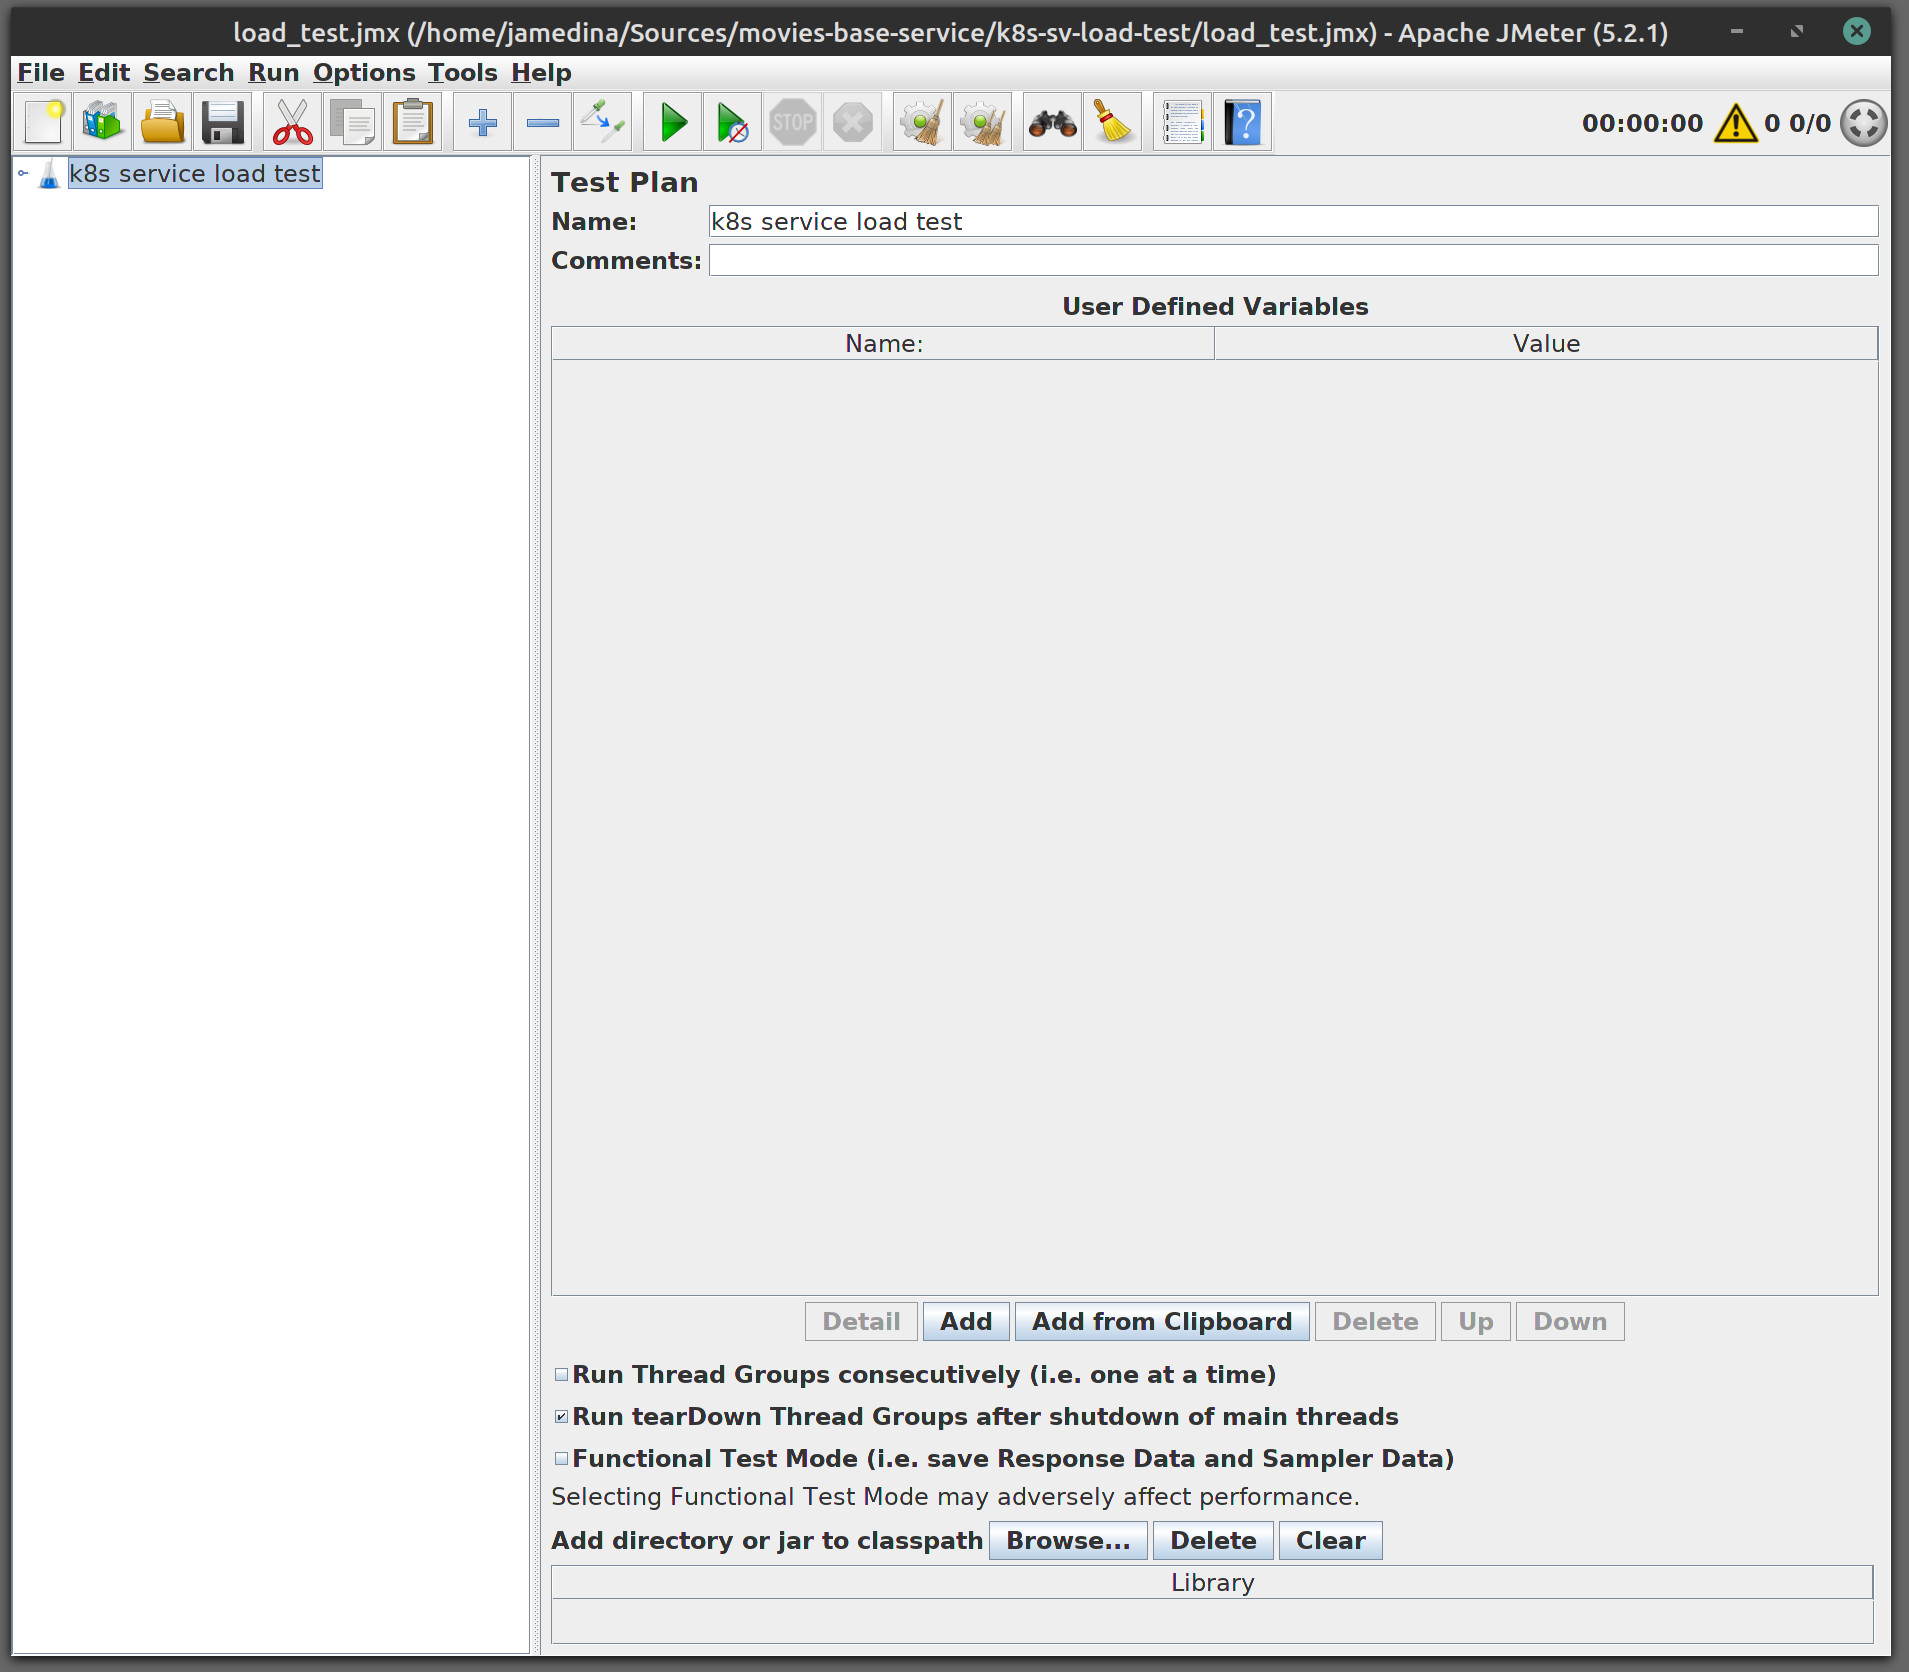 load_test.jmx (/home/jamedina/Sources/movies-base-service/k8s-sv-load-test/load_test.jmx) - Apache JMeter (5.2.1)
File Edit Search Run Options Tools Help
STOP ? 00:00:00 0 0/0
k8s service load test
Test Plan
Name: k8s service load test
Comments:
User Defined Variables
Name: Value
Detail Add Add from Clipboard Delete Up Down
Run Thread Groups consecutively (i.e. one at a time)
Run tearDown Thread Groups after shutdown of main threads
Functional Test Mode (i.e. save Response Data and Sampler Data)
Selecting Functional Test Mode may adversely affect performance.
Add directory or jar to classpath Browse... Delete Clear
Library